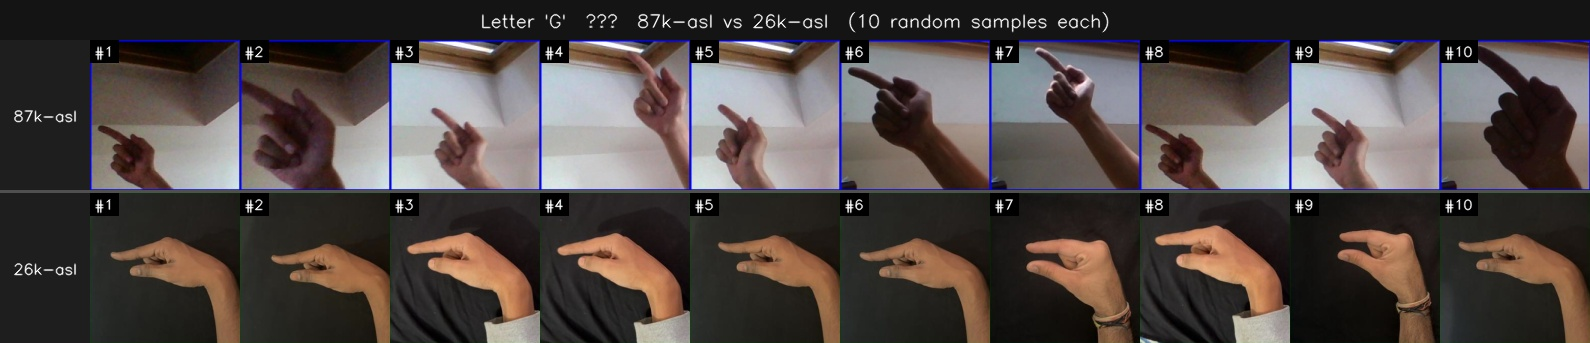 Letter 'G' ??? 87k-asl vs 26k-asl (10 random samples each)
87k-asl
#1 #2 #3 #4 #5 #6 #7 #8 #9 #10
26k-asl
#1 #2 #3 #4 #5 #6 #7 #8 #9 #10